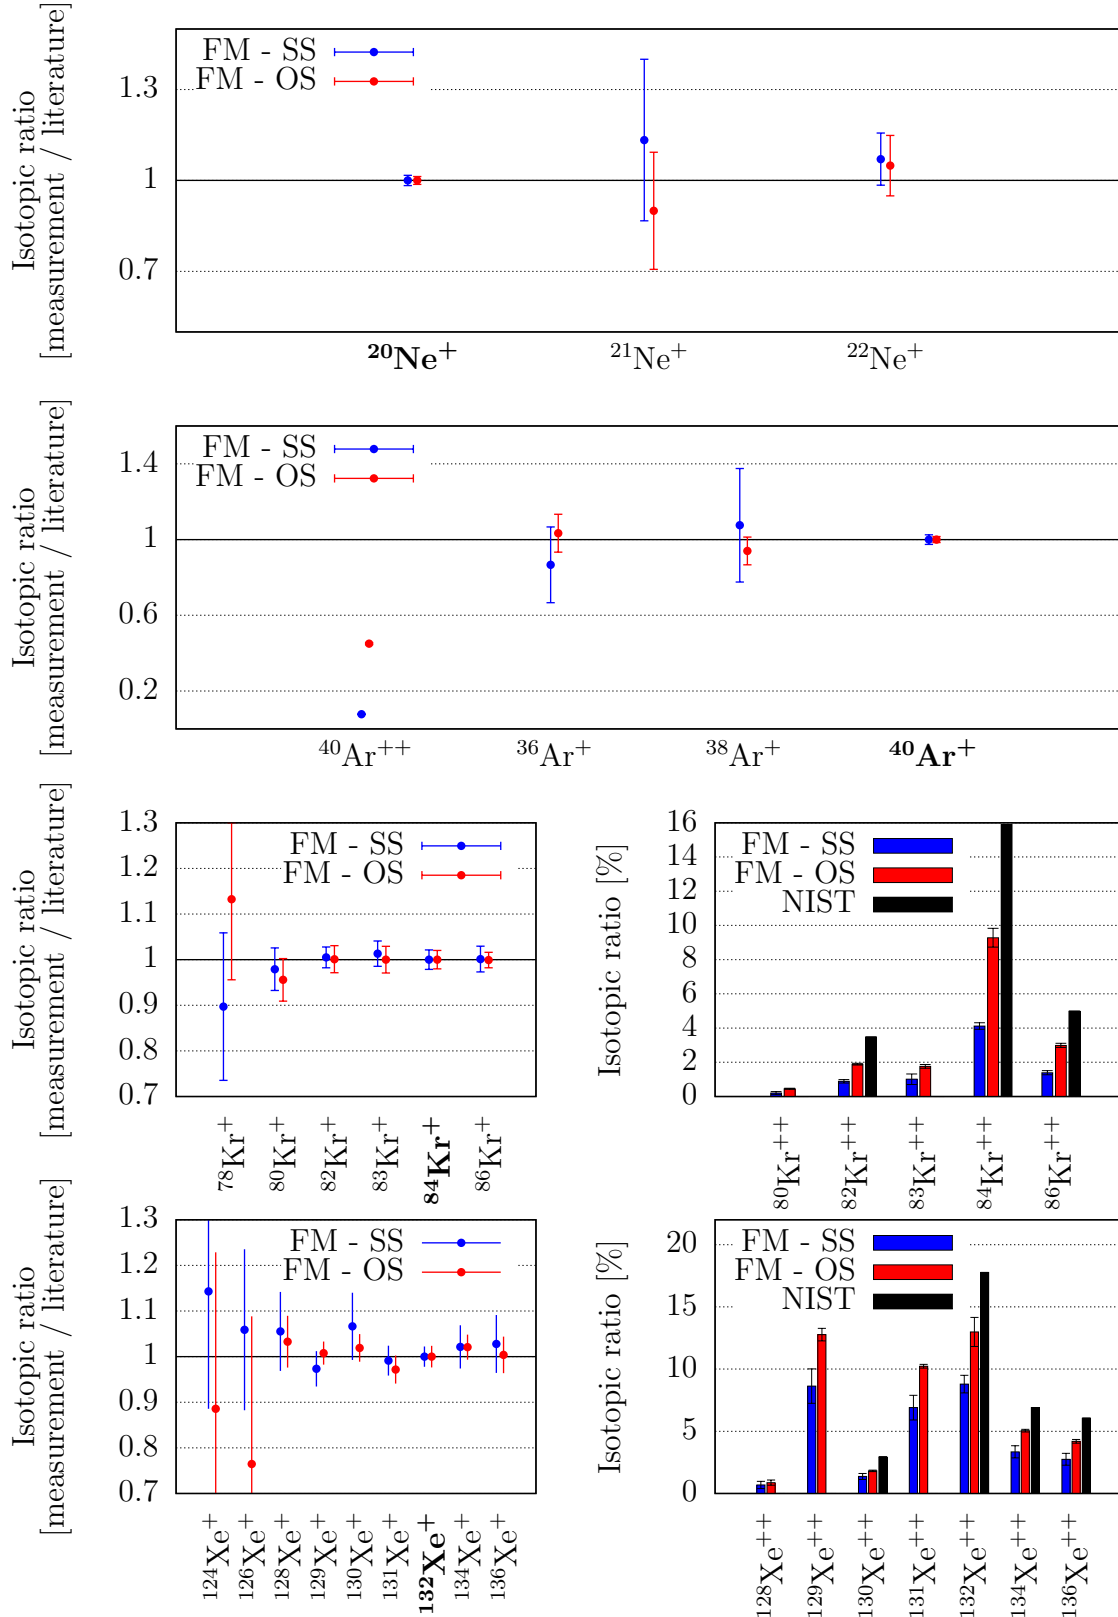 Isotopic ratio
[measurement / literature]
1.3
1
0.7
FM - SS
FM - OS
²⁰Ne⁺
²¹Ne⁺
²²Ne⁺
Isotopic ratio
[measurement / literature]
1.4
1
0.6
0.2
FM - SS
FM - OS
⁴⁰Ar⁺⁺
³⁶Ar⁺
³⁸Ar⁺
⁴⁰Ar⁺
Isotopic ratio
[measurement / literature]
1.3
1.2
1.1
1
0.9
0.8
0.7
FM - SS
FM - OS
⁷⁸Kr⁺
⁸⁰Kr⁺
⁸²Kr⁺
⁸³Kr⁺
⁸⁴Kr⁺
⁸⁶Kr⁺
Isotopic ratio [%]
16
14
12
10
8
6
4
2
0
FM - SS
FM - OS
NIST
⁸⁰Kr⁺⁺
⁸²Kr⁺⁺
⁸³Kr⁺⁺
⁸⁴Kr⁺⁺
⁸⁶Kr⁺⁺
Isotopic ratio
[measurement / literature]
1.3
1.2
1.1
1
0.9
0.8
0.7
FM - SS
FM - OS
¹²⁴Xe⁺
¹²⁶Xe⁺
¹²⁸Xe⁺
¹²⁹Xe⁺
¹³⁰Xe⁺
¹³¹Xe⁺
¹³²Xe⁺
¹³⁴Xe⁺
¹³⁶Xe⁺
Isotopic ratio [%]
20
15
10
5
0
FM - SS
FM - OS
NIST
¹²⁸Xe⁺⁺
¹²⁹Xe⁺⁺
¹³⁰Xe⁺⁺
¹³¹Xe⁺⁺
¹³²Xe⁺⁺
¹³⁴Xe⁺⁺
¹³⁶Xe⁺⁺